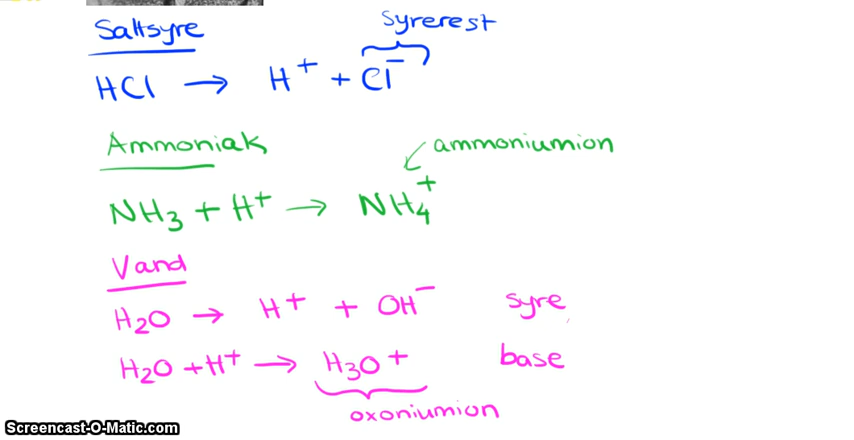 Saltsyre
Syrerest
HCl → H⁺ + Cl⁻
Ammoniak
ammoniumion
NH₃ + H⁺ → NH₄⁺
Vand
H₂O → H⁺ + OH⁻ syre
H₂O + H⁺ → H₃O⁺ base
oxoniumion
Screencast-O-Matic.com